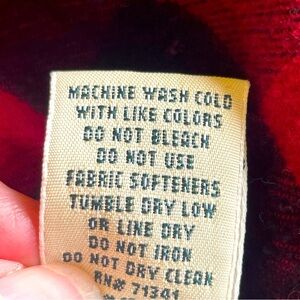 MACHINE WASH COLD
WITH LIKE COLORS
DO NOT BLEACH
DO NOT USE
FABRIC SOFTENERS
TUMBLE DRY LOW
OR LINE DRY
DO NOT IRON
DO NOT DRY CLEAN
RN# 71341